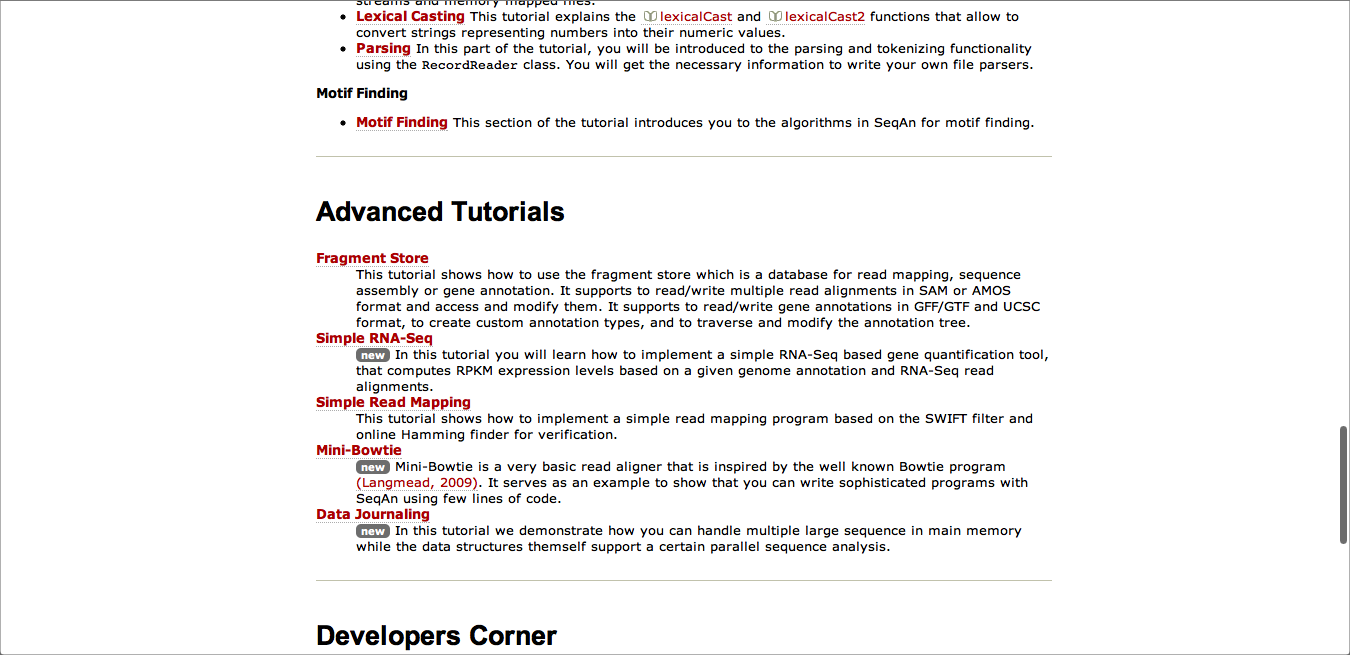 streams and memory mapped files.
Lexical Casting This tutorial explains the lexicalCast and lexicalCast2 functions that allow to
convert strings representing numbers into their numeric values.
Parsing In this part of the tutorial, you will be introduced to the parsing and tokenizing functionality
using the RecordReader class. You will get the necessary information to write your own file parsers.
Motif Finding
Motif Finding This section of the tutorial introduces you to the algorithms in SeqAn for motif finding.
Advanced Tutorials
Fragment Store
This tutorial shows how to use the fragment store which is a database for read mapping, sequence
assembly or gene annotation. It supports to read/write multiple read alignments in SAM or AMOS
format and access and modify them. It supports to read/write gene annotations in GFF/GTF and UCSC
format, to create custom annotation types, and to traverse and modify the annotation tree.
Simple RNA-Seq
new In this tutorial you will learn how to implement a simple RNA-Seq based gene quantification tool,
that computes RPKM expression levels based on a given genome annotation and RNA-Seq read
alignments.
Simple Read Mapping
This tutorial shows how to implement a simple read mapping program based on the SWIFT filter and
online Hamming finder for verification.
Mini-Bowtie
new Mini-Bowtie is a very basic read aligner that is inspired by the well known Bowtie program
(Langmead, 2009). It serves as an example to show that you can write sophisticated programs with
SeqAn using few lines of code.
Data Journaling
new In this tutorial we demonstrate how you can handle multiple large sequence in main memory
while the data structures themself support a certain parallel sequence analysis.
Developers Corner